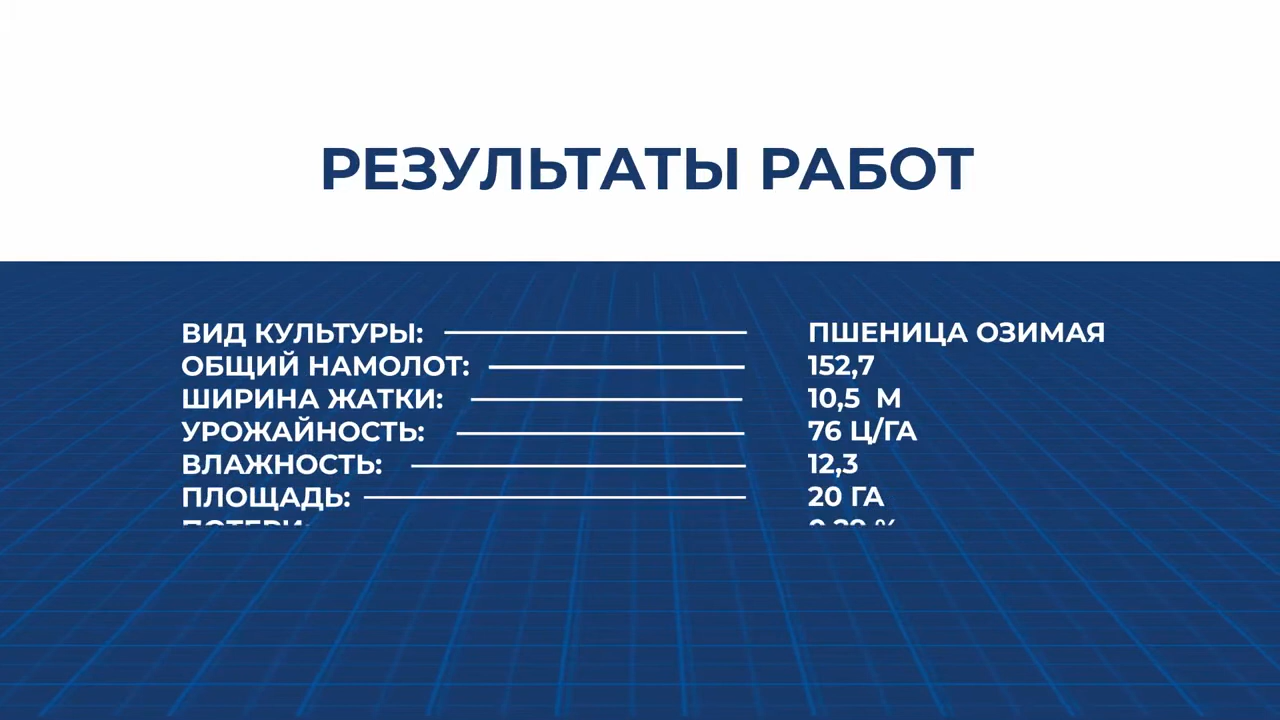 РЕЗУЛЬТАТЫ РАБОТ
ВИД КУЛЬТУРЫ: ПШЕНИЦА ОЗИМАЯ
ОБЩИЙ НАМОЛОТ: 152,7
ШИРИНА ЖАТКИ: 10,5 М
УРОЖАЙНОСТЬ: 76 Ц/ГА
ВЛАЖНОСТЬ: 12,3
ПЛОЩАДЬ: 20 ГА
ПОТЕРИ: